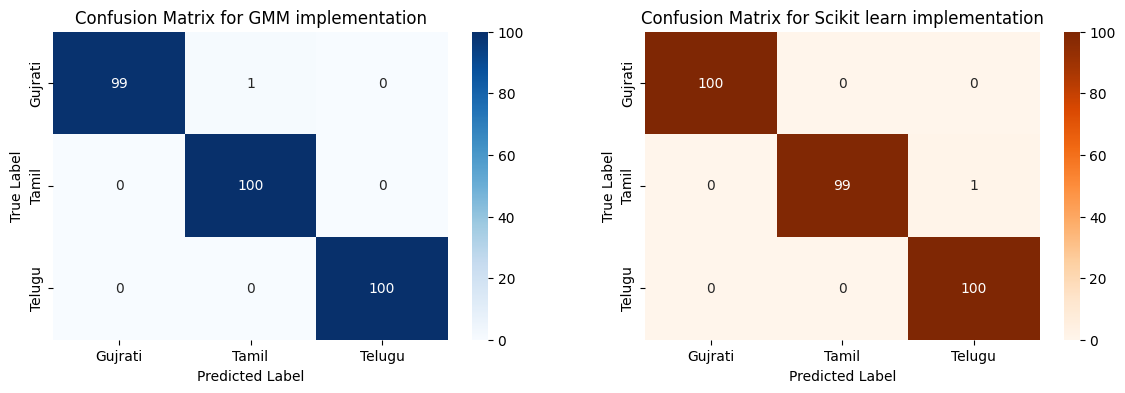 Confusion Matrix for GMM implementation
True Label
Gujrati
99 1 0
Tamil
0 100 0
Telugu
0 0 100
Gujrati Tamil Telugu
Predicted Label
100
80
60
40
20
0
Confusion Matrix for Scikit learn implementation
True Label
Gujrati
100 0 0
Tamil
0 99 1
Telugu
0 0 100
Gujrati Tamil Telugu
Predicted Label
100
80
60
40
20
0